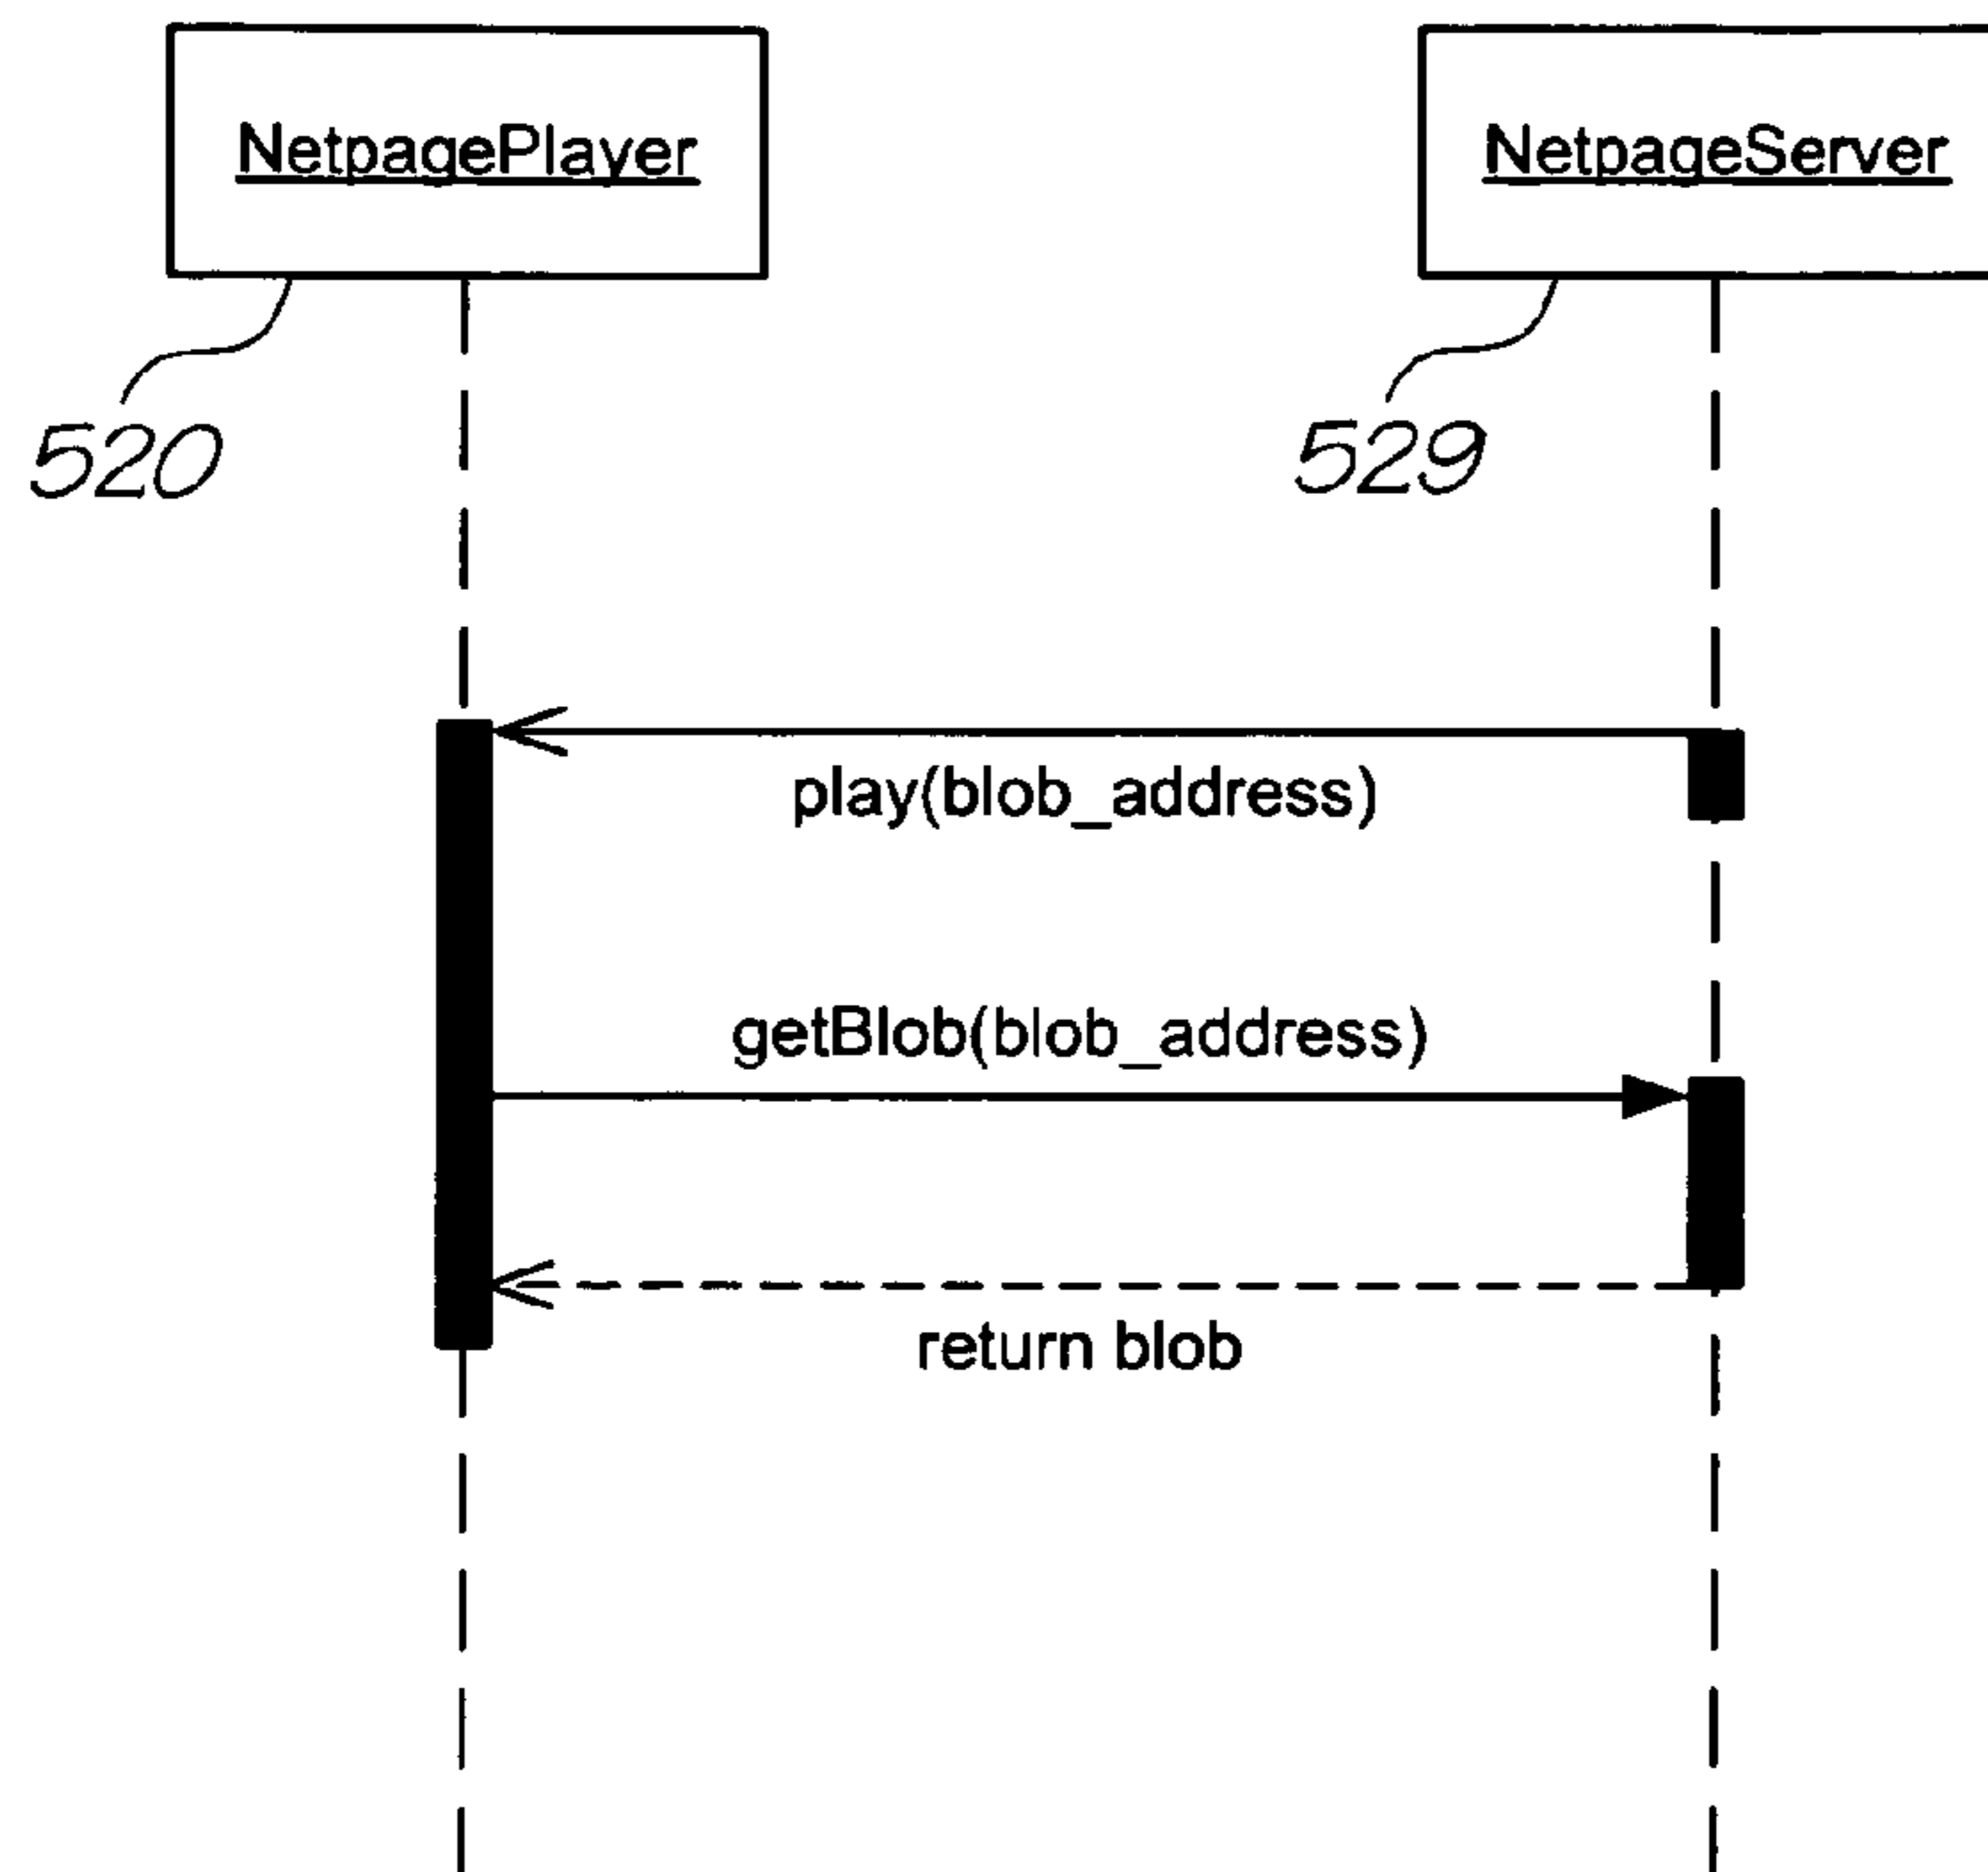 NetpagePlayer
NetpageServer
520
529
play(blob_address)
getBlob(blob_address)
return blob